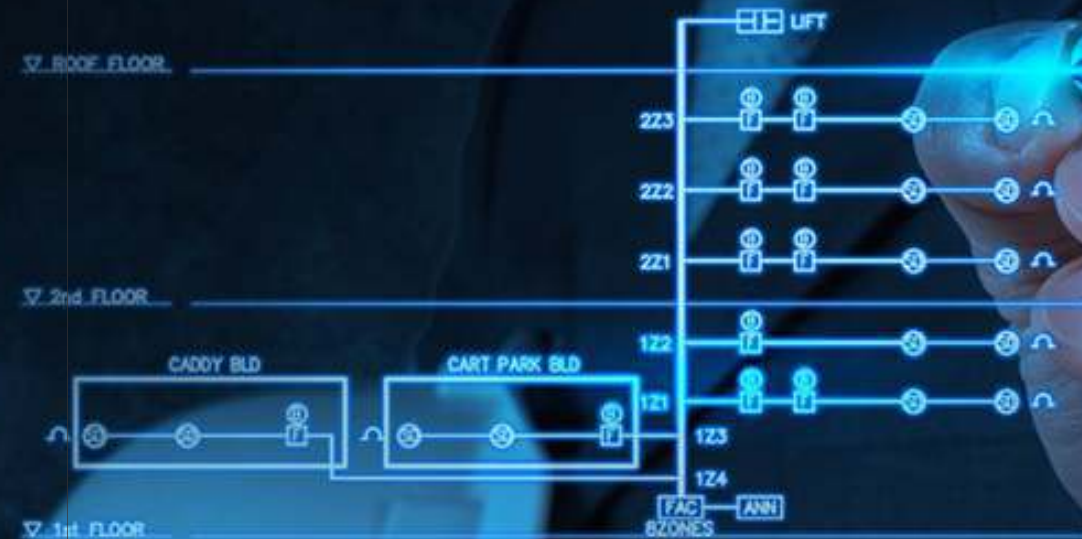 LIFT
▽ ROOF FLOOR
2Z3 F F
2Z2 F F
2Z1 F F
▽ 2nd FLOOR
1Z2 F
CADDY BLD CART PARK BLD
1Z1 F F
F F 1Z3
1Z4
FAC ANN
▽ 1st FLOOR 8ZONES